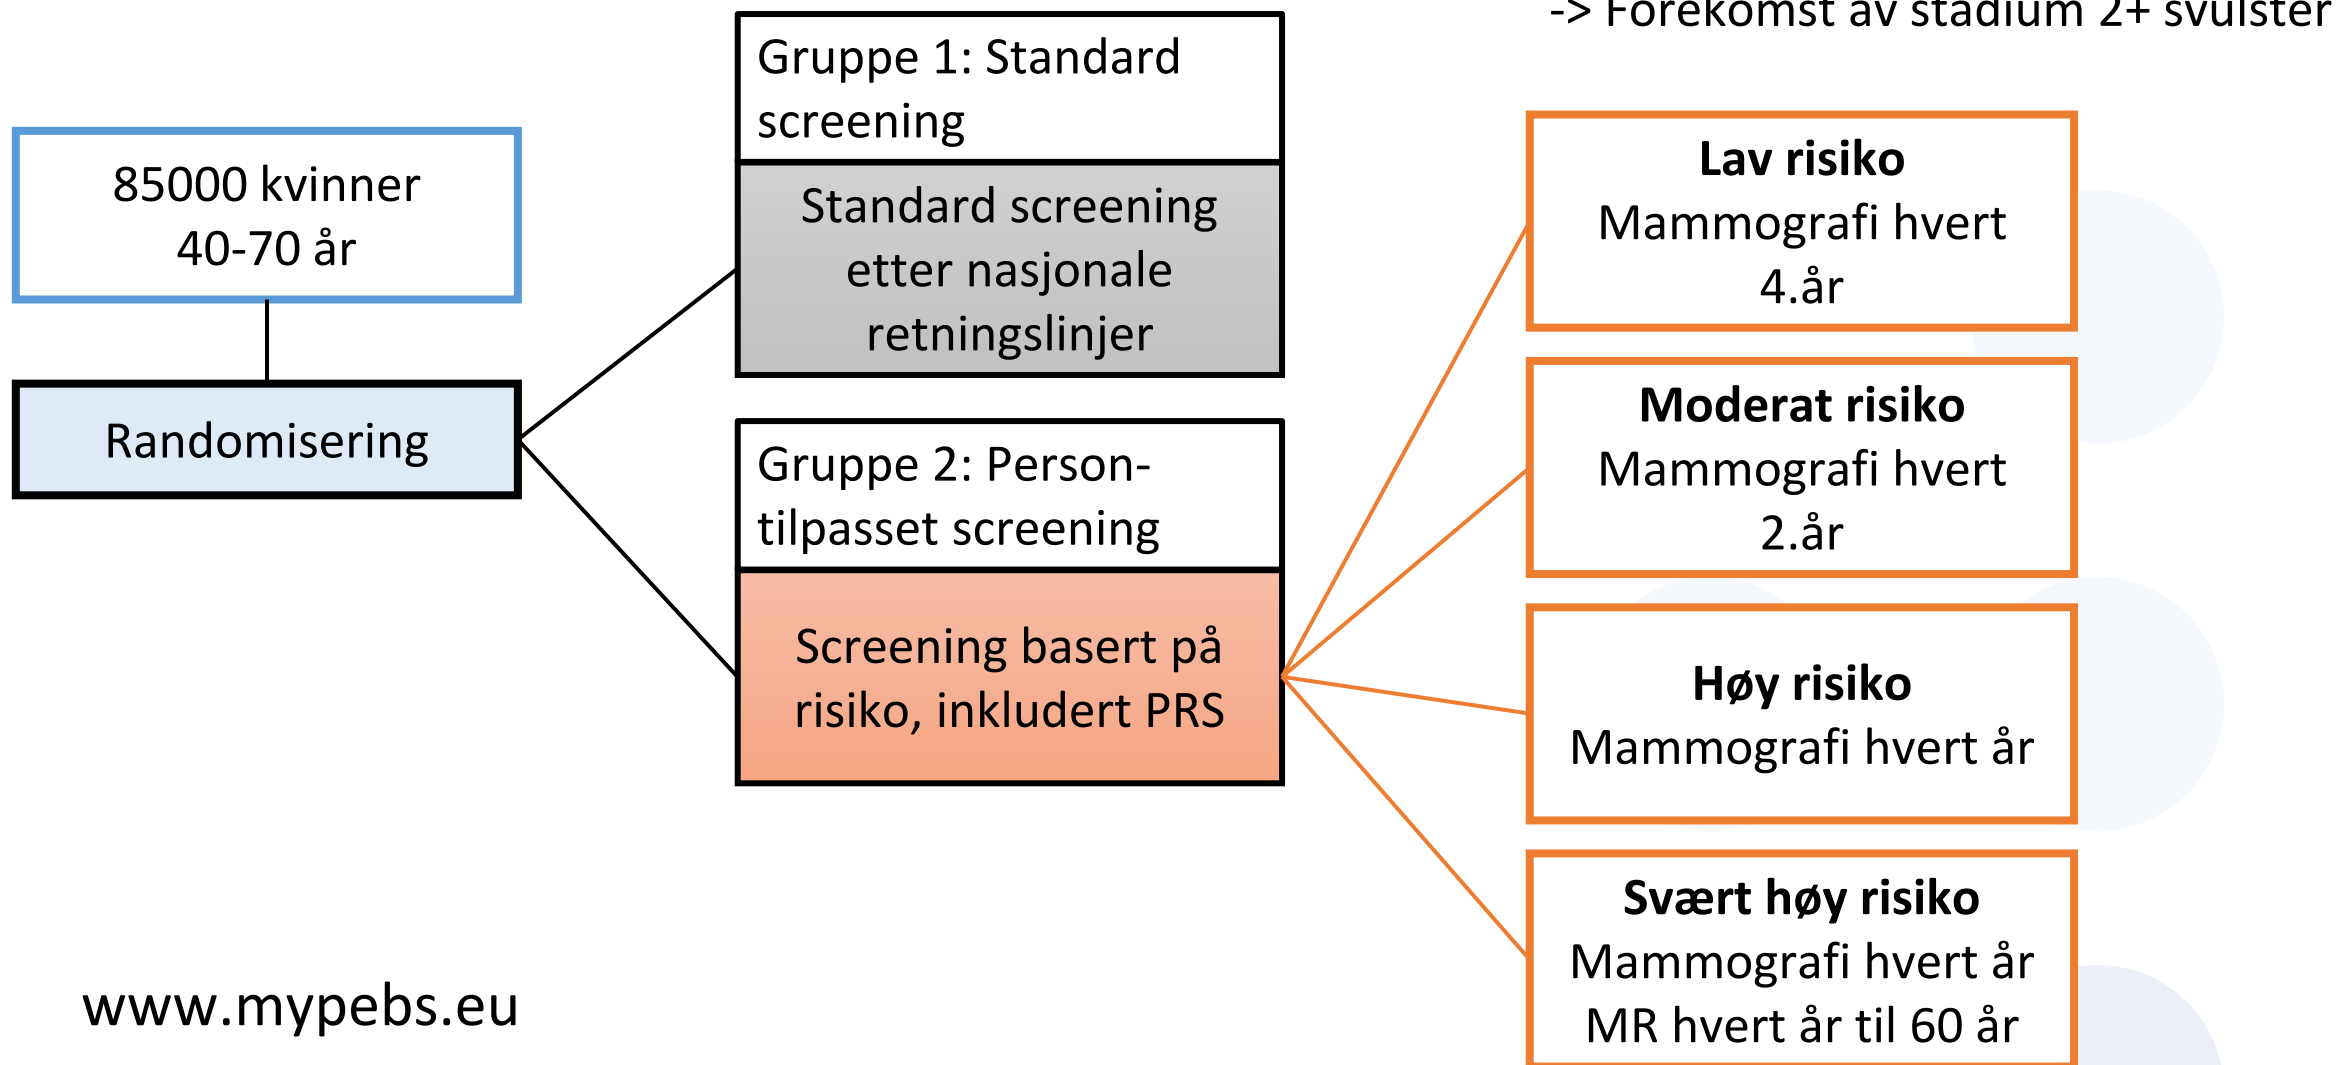 -> Forekomst av stadium 2+ svulster
85000 kvinner
40-70 år
Randomisering
Gruppe 1: Standard
screening
Standard screening
etter nasjonale
retningslinjer
Gruppe 2: Person-
tilpasset screening
Screening basert på
risiko, inkludert PRS
Lav risiko
Mammografi hvert
4.år
Moderat risiko
Mammografi hvert
2.år
Høy risiko
Mammografi hvert år
Svært høy risiko
Mammografi hvert år
MR hvert år til 60 år
www.mypebs.eu